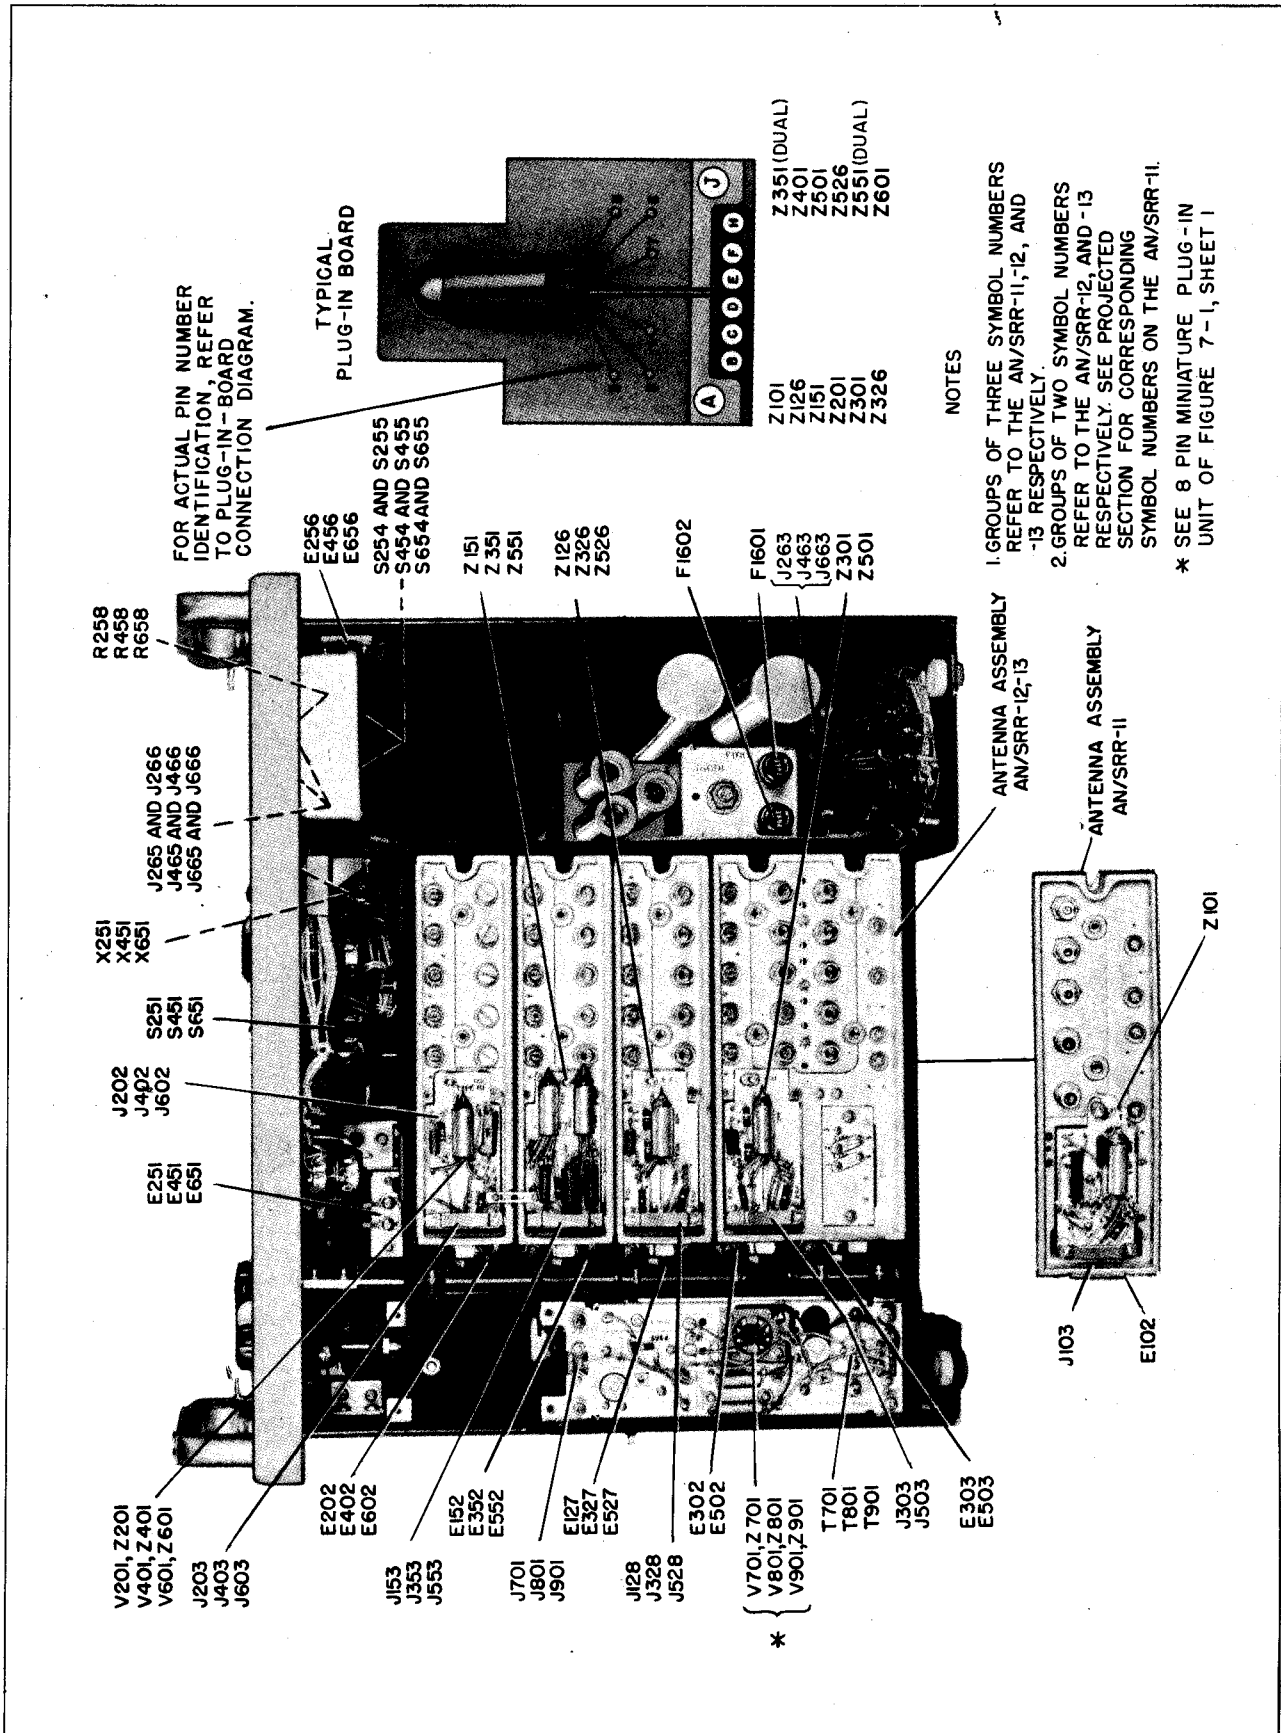 FOR ACTUAL PIN NUMBER
IDENTIFICATION, REFER
TO PLUG-IN-BOARD
CONNECTION DIAGRAM.
TYPICAL
PLUG-IN BOARD
A
B C D E F H
J
Z101
Z126
Z151
Z201
Z301
Z326
Z351 (DUAL)
Z401
Z501
Z526
Z551 (DUAL)
Z601
R258
R458
R658
J265 AND J266
J465 AND J466
J665 AND J666
X251
X451
X651
S251
S451
S651
J202
J402
J602
E251
E451
E651
E256
E456
E656
S254 AND S255
S454 AND S455
S654 AND S655
Z151
Z351
Z551
Z126
Z326
Z526
F1602
F1601
J263
J463
J663
Z301
Z501
ANTENNA ASSEMBLY
AN/SRR-12,-13
V201, Z201
V401, Z401
V601, Z601
J203
J403
J603
E202
E402
E602
J153
J353
J553
E152
E352
E552
J701
J801
J901
E127
E327
E527
J128
J328
J528
E302
E502
* V701, Z701
V801, Z801
V901, Z901
T701
T801
T901
J303
J503
E303
E503
ANTENNA ASSEMBLY
AN/SRR-11
J103
E102
Z101
NOTES
1. GROUPS OF THREE SYMBOL NUMBERS
REFER TO THE AN/SRR-11,-12, AND
-13 RESPECTIVELY.
2. GROUPS OF TWO SYMBOL NUMBERS
REFER TO THE AN/SRR-12, AND -13
RESPECTIVELY. SEE PROJECTED
SECTION FOR CORRESPONDING
SYMBOL NUMBERS ON THE AN/SRR-11.
* SEE 8 PIN MINIATURE PLUG-IN
UNIT OF FIGURE 7-1, SHEET 1